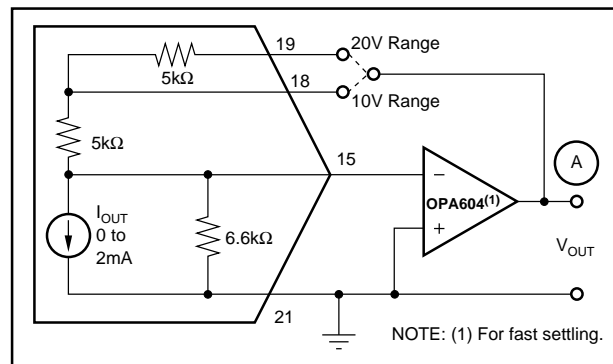 19
20V Range
5kΩ
18
10V Range
5kΩ
15
A
−
OPA604(1)
+
IOUT
0 to
2mA
6.6kΩ
VOUT
21
NOTE: (1) For fast settling.